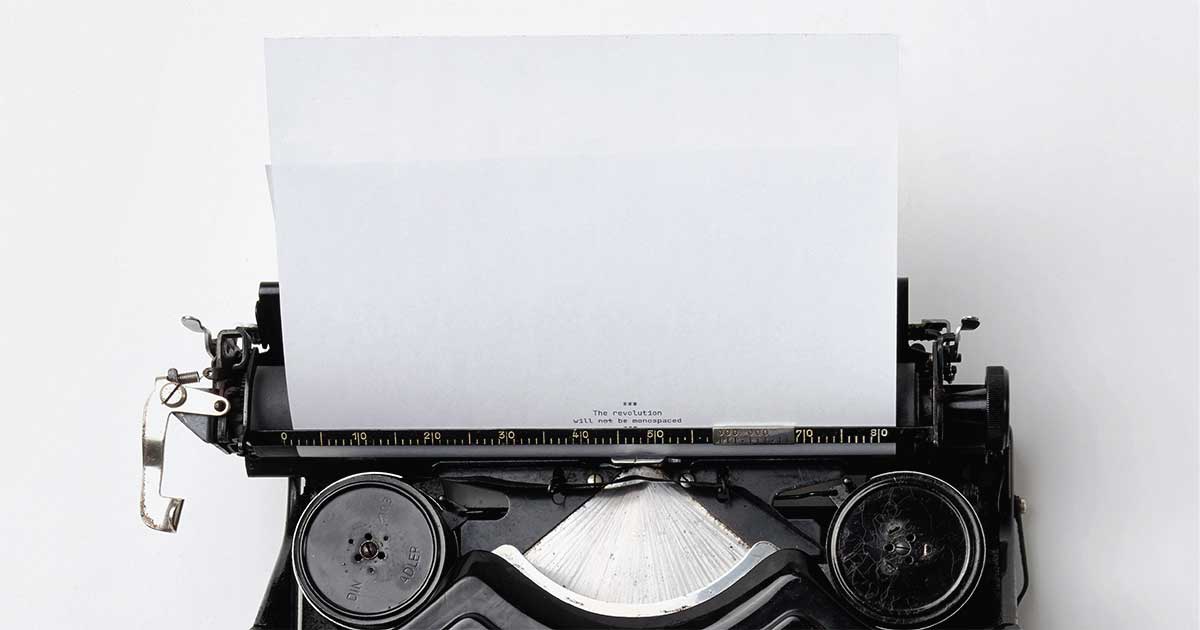 ***
The revolution
will not be monospaced
***
0 10 20 30 40 50 70 80
DIN
ADLER